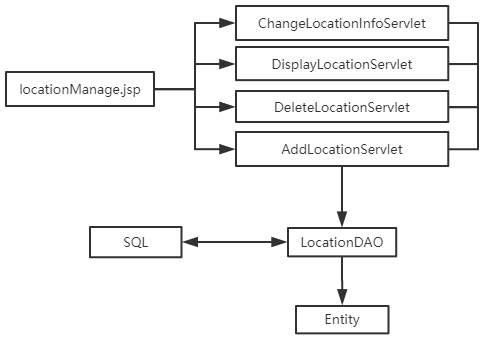 ChangeLocationInfoServlet
DisplayLocationServlet
locationManage.jsp
DeleteLocationServlet
AddLocationServlet
SQL
LocationDAO
Entity